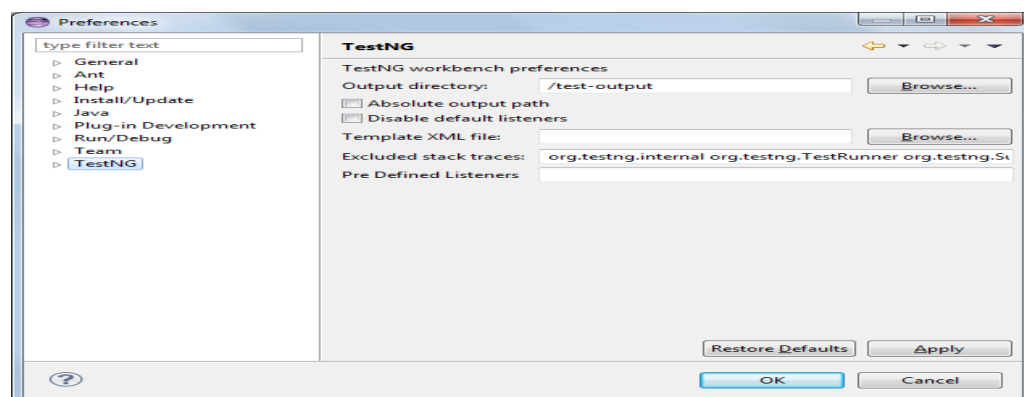 Preferences
type filter text
General
Ant
Help
Install/Update
Java
Plug-in Development
Run/Debug
Team
TestNG
TestNG
TestNG workbench preferences
Output directory: /test-output Browse...
Absolute output path
Disable default listeners
Template XML file: Browse...
Excluded stack traces: org.testng.internal org.testng.TestRunner org.testng.Su
Pre Defined Listeners
Restore Defaults Apply
OK Cancel